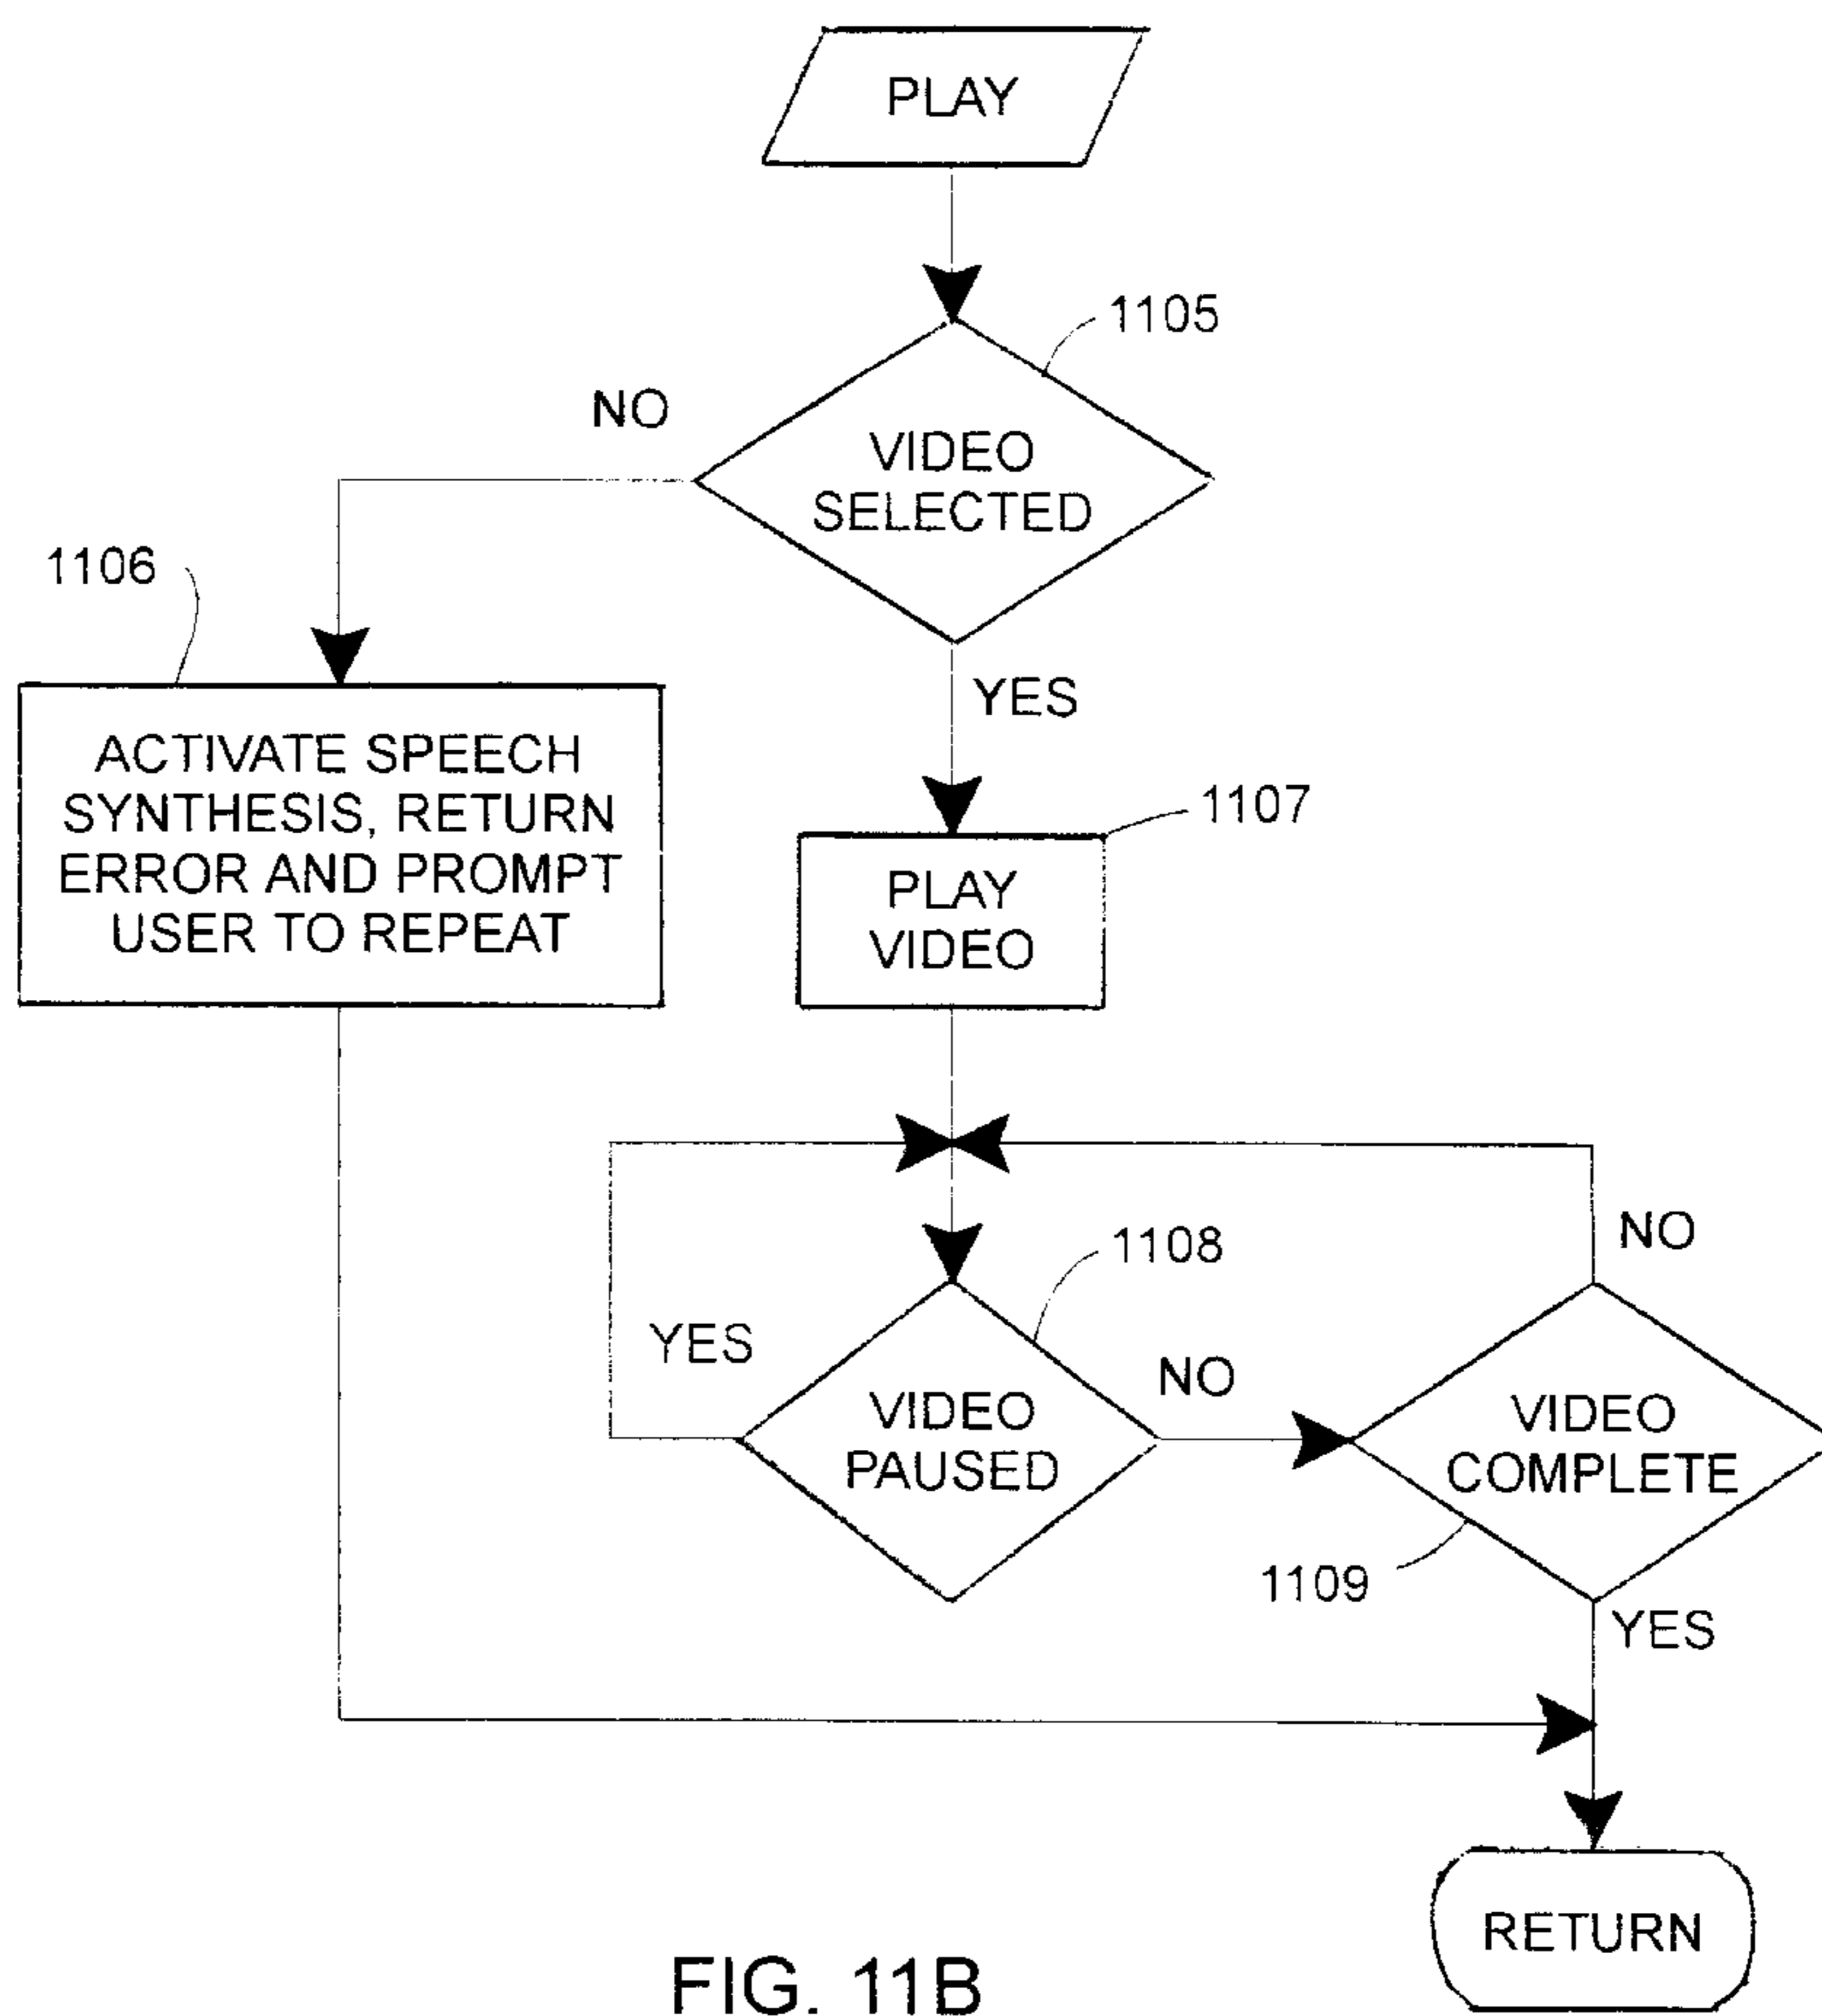 PLAY
1105
NO
VIDEO
SELECTED
1106
YES
ACTIVATE SPEECH
SYNTHESIS, RETURN
ERROR AND PROMPT
USER TO REPEAT
1107
PLAY
VIDEO
1108
NO
YES
NO
VIDEO
PAUSED
VIDEO
COMPLETE
1109
YES
RETURN
FIG. 11B